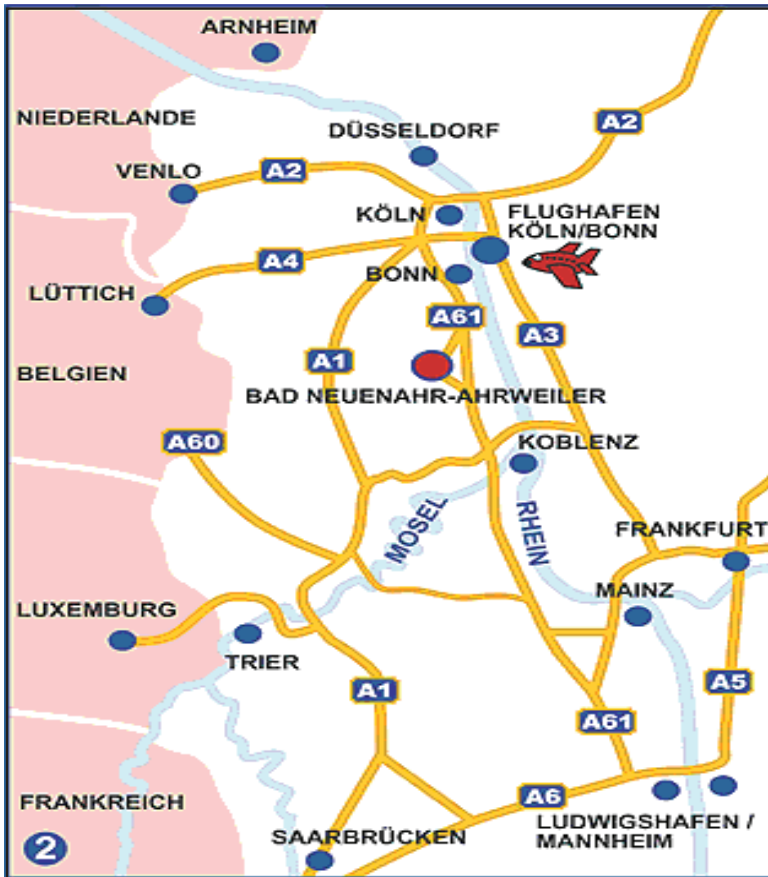 ARNHEIM
NIEDERLANDE
A2
DÜSSELDORF
VENLO
A2
KÖLN
FLUGHAFEN
KÖLN/BONN
A4
BONN
LÜTTICH
A61
A3
A1
BELGIEN
BAD NEUENAHR-AHRWEILER
A60
KOBLENZ
MOSEL
RHEIN
FRANKFURT
MAINZ
LUXEMBURG
TRIER
A1
A5
A61
FRANKREICH
A6
LUDWIGSHAFEN /
MANNHEIM
SAARBRÜCKEN
2